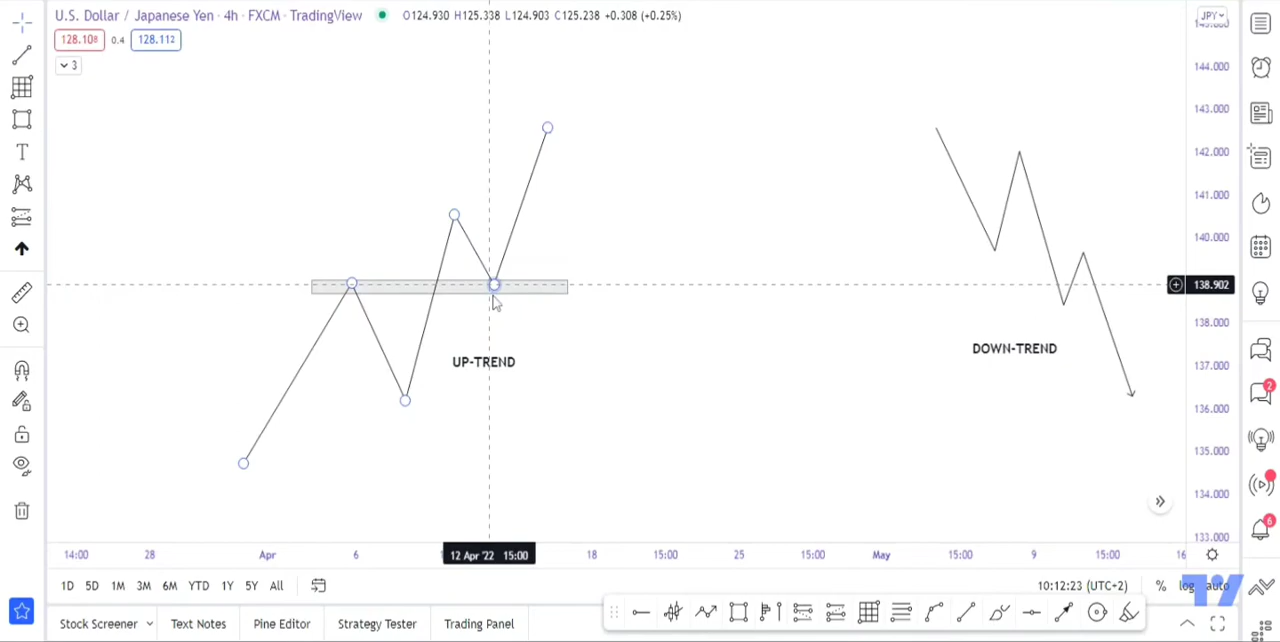 U.S. Dollar / Japanese Yen · 4h · FXCM · TradingView O124.930 H125.338 L124.903 C125.238 +0.308 (+0.25%)
JPY
128.108 0.4 128.112
3
144.000
143.000
142.000
141.000
140.000
138.902
138.000
137.000
136.000
135.000
134.000
133.000
UP-TREND
DOWN-TREND
2
6
14:00 28 Apr 6 12 Apr '22 15:00 18 15:00 25 15:00 May 15:00 9 15:00 16
1D 5D 1M 3M 6M YTD 1Y 5Y All 10:12:23 (UTC+2) % log auto
Stock Screener Text Notes Pine Editor Strategy Tester Trading Panel